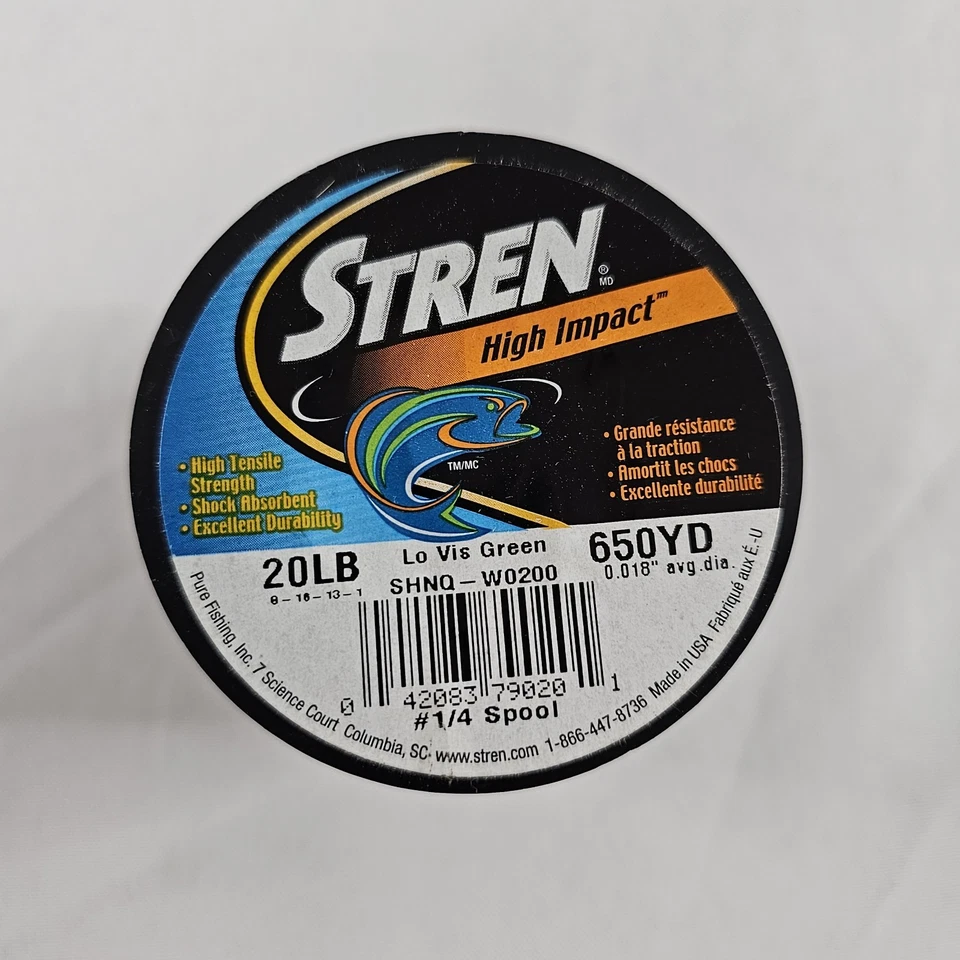 STREN ® MD
High Impact™
• High Tensile
Strength
• Shock Absorbent
• Excellent Durability
TM/MC
• Grande résistance
à la traction
• Amortit les chocs
• Excellente durabilité
20LB Lo Vis Green 650YD
SHNQ-W0200 0.018" avg.dia.
0 42083 79020 1
#1/4 Spool
Pure Fishing, Inc. 7 Science Court Columbia, SC www.stren.com 1-866-447-8736 Made in USA Fabriqué aux É.-U